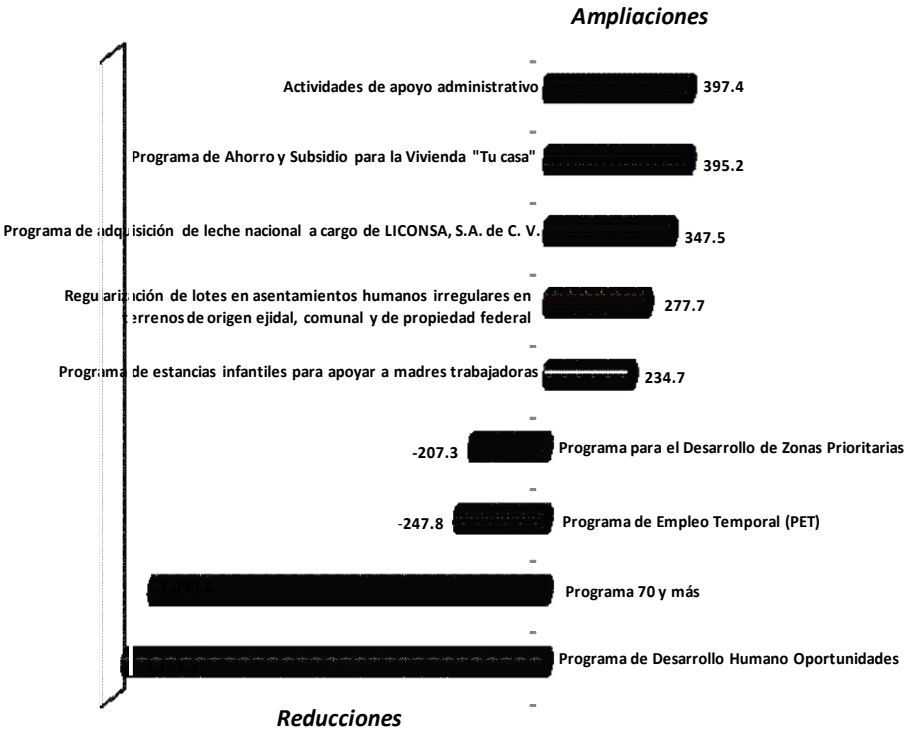 Ampliaciones
Actividades de apoyo administrativo
397.4
Programa de Ahorro y Subsidio para la Vivienda "Tu casa"
395.2
Programa de adquisición de leche nacional a cargo de LICONSA, S.A. de C. V.
347.5
Regularización de lotes en asentamientos humanos irregulares en
terrenos de origen ejidal, comunal y de propiedad federal
277.7
Programa de estancias infantiles para apoyar a madres trabajadoras
234.7
-207.3
Programa para el Desarrollo de Zonas Prioritarias
-247.8
Programa de Empleo Temporal (PET)
Programa 70 y más
Programa de Desarrollo Humano Oportunidades
Reducciones